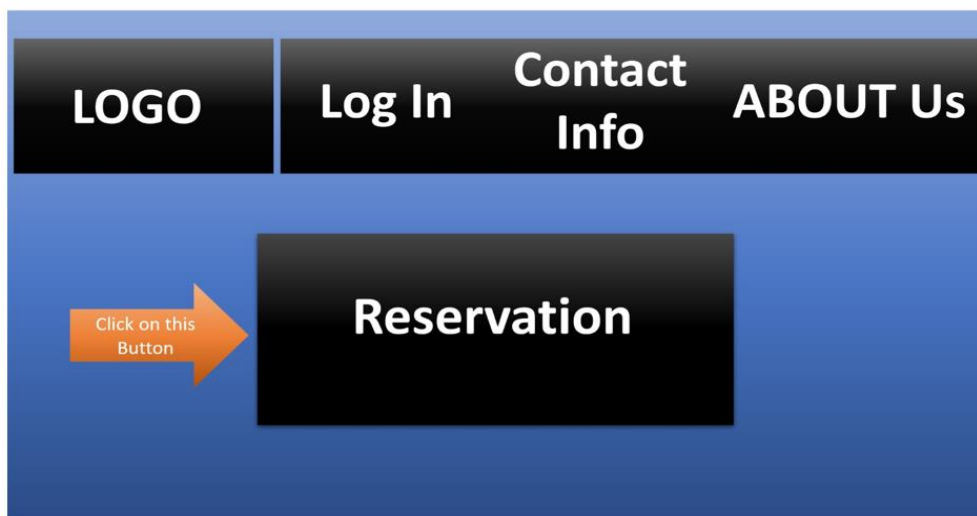 LOGO
Log In
Contact
Info
ABOUT Us
Click on this
Button
Reservation